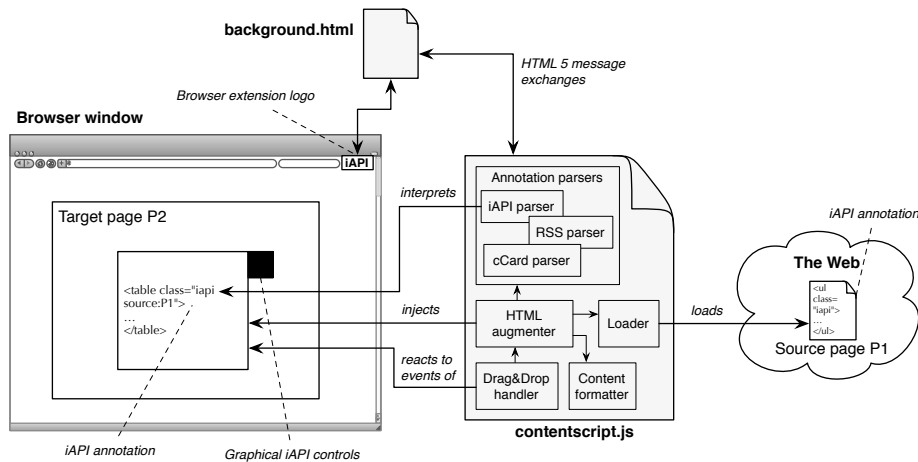 background.html
HTML 5 message
exchanges
Browser extension logo
Browser window
iAPI
Annotation parsers
iAPI parser
RSS parser
cCard parser
interprets
Target page P2
iAPI annotation
The Web
<ul
class=
"iapi">
...
</ul>
Source page P1
<table class="iapi
source:P1">
...
</table>
injects
HTML
augmenter
Loader
loads
reacts to
events of
Drag&Drop
handler
Content
formatter
contentscript.js
iAPI annotation
Graphical iAPI controls